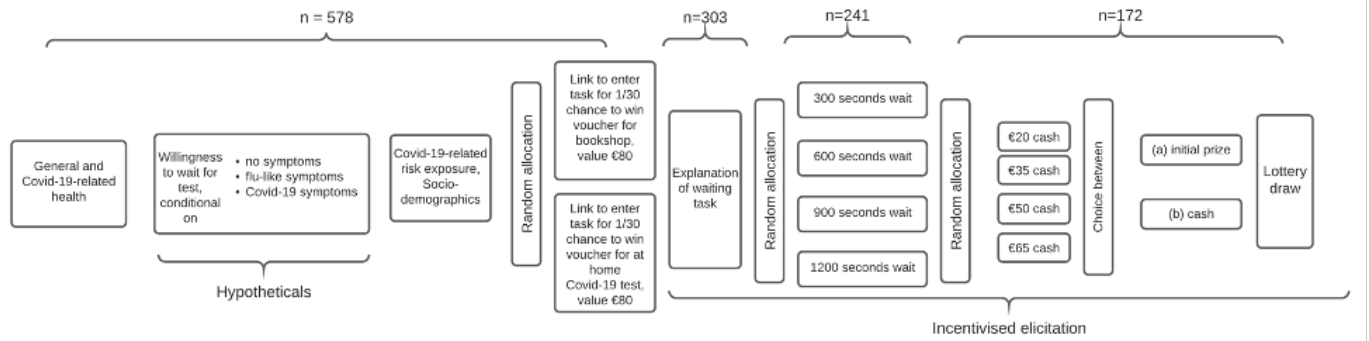 n = 578
n=303
n=241
n=172
General and
Covid-19-related
health
Willingness
to wait for
test,
conditional
on
• no symptoms
• flu-like symptoms
• Covid-19 symptoms
Hypotheticals
Covid-19-related
risk exposure,
Socio-
demographics
Random allocation
Link to enter
task for 1/30
chance to win
voucher for
bookshop,
value €80
Link to enter
task for 1/30
chance to win
voucher for at
home
Covid-19 test,
value €80
Explanation
of waiting
task
Random allocation
300 seconds wait
600 seconds wait
900 seconds wait
1200 seconds wait
Random allocation
€20 cash
€35 cash
€50 cash
€65 cash
Choice between
(a) initial prize
(b) cash
Lottery
draw
Incentivised elicitation